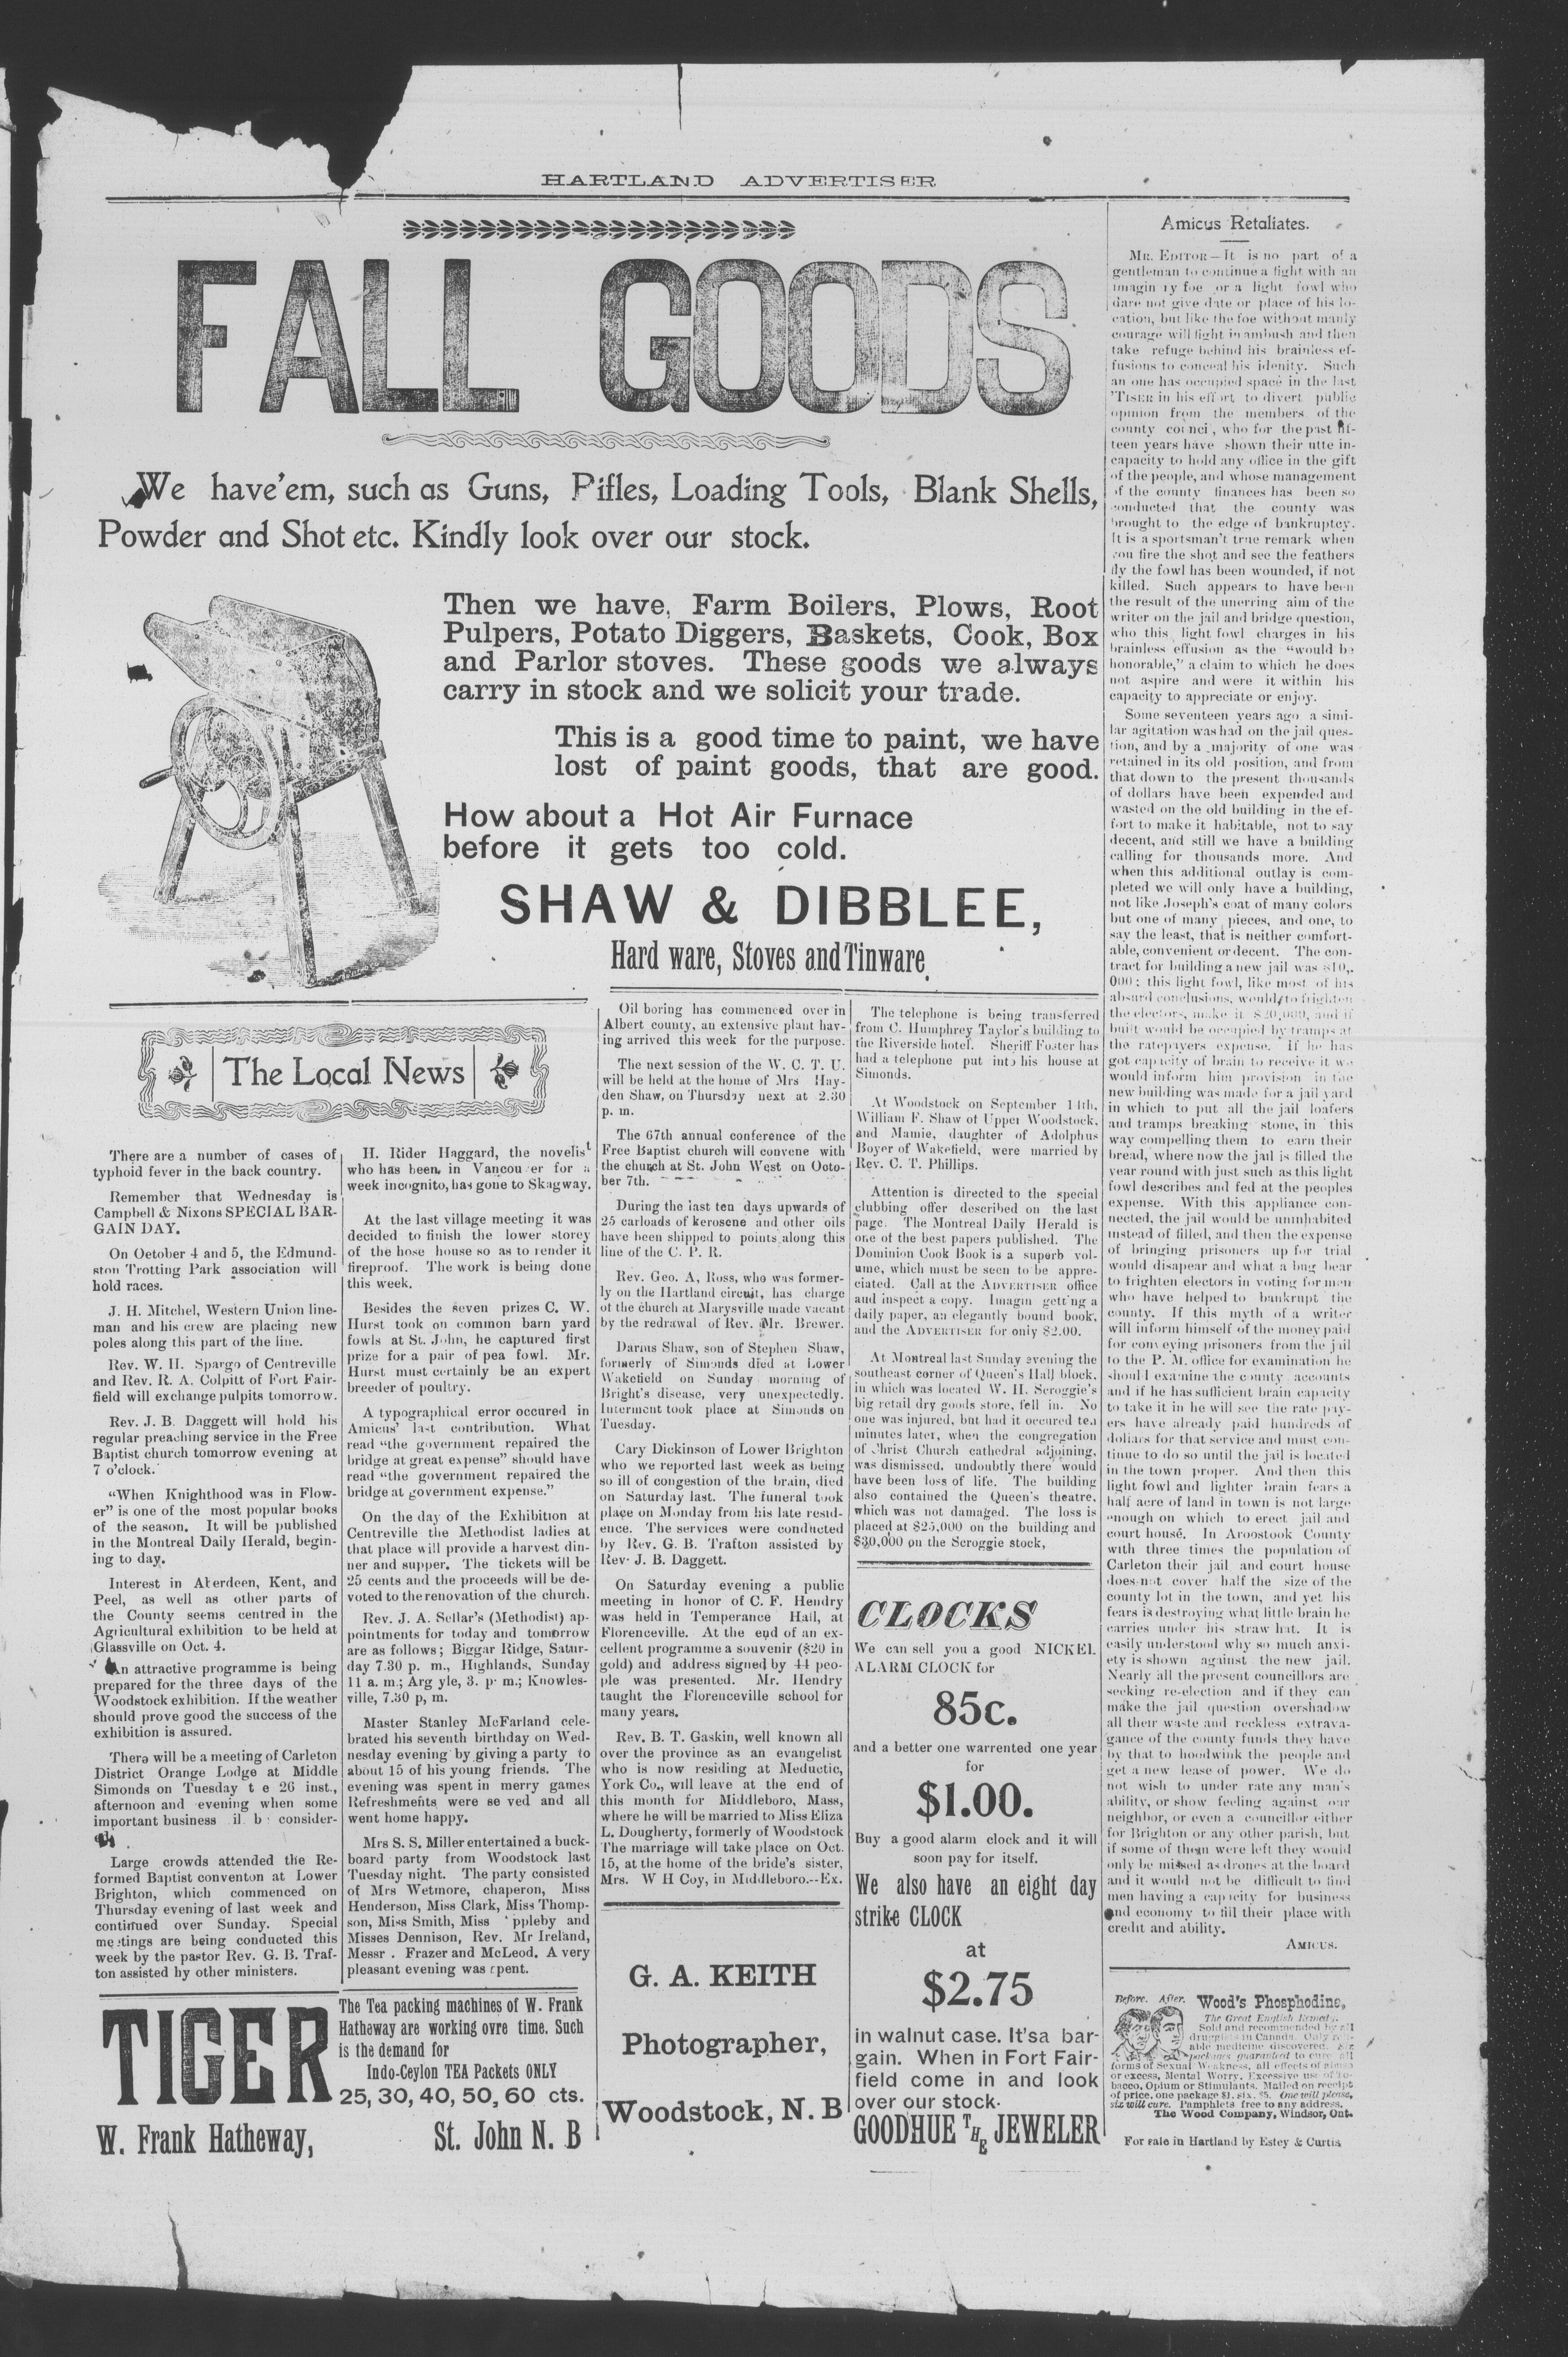 HARTLAND ADVERTISER
FALL GOODS
We have'em, such as Guns, Pifles, Loading Tools, Blank Shells,
Powder and Shot etc. Kindly look over our stock.
Then we have, Farm Boilers, Plows, Root
Pulpers, Potato Diggers, Baskets, Cook, Box
and Parlor stoves. These goods we always
carry in stock and we solicit your trade.
This is a good time to paint, we have
lost of paint goods, that are good.
How about a Hot Air Furnace
before it gets too cold.
SHAW & DIBBLEE,
Hard ware, Stoves and Tinware.
The Local News
There are a number of cases of
typhoid fever in the back country.
Remember that Wednesday is
Campbell & Nixons SPECIAL BAR-
GAIN DAY.
On October 4 and 5, the Edmund-
ston Trotting Park association will
hold races.
J. H. Mitchel, Western Union line-
man and his crew are placing new
poles along this part of the line.
Rev. W. H. Spargo of Centreville
and Rev. R. A. Colpitt of Fort Fair-
field will exchange pulpits tomorrow.
Rev. J. B. Daggett will hold his
regular preaching service in the Free
Baptist church tomorrow evening at
7 o'clock.
"When Knighthood was in Flow-
er" is one of the most popular books
of the season. It will be published
in the Montreal Daily Herald, begin-
ing to day.
Interest in Aberdeen, Kent, and
Peel, as well as other parts of
the County seems centred in the
Agricultural exhibition to be held at
Glassville on Oct. 4.
An attractive programme is being
prepared for the three days of the
Woodstock exhibition. If the weather
should prove good the success of the
exhibition is assured.
There will be a meeting of Carleton
District Orange Lodge at Middle
Simonds on Tuesday t e 26 inst.,
afternoon and evening when some
important business il b consider-
Large crowds attended the Re-
formed Baptist conventon at Lower
Brighton, which commenced on
Thursday evening of last week and
continued over Sunday. Special
meetings are being conducted this
week by the pastor Rev. G. B. Traf-
ton assisted by other ministers.
H. Rider Haggard, the novelist
who has been in Vancou er for a
week incognito, has gone to Skagway.
At the last village meeting it was
decided to finish the lower storey
of the hose house so as to render it
fireproof. The work is being done
this week.
Besides the seven prizes C. W.
Hurst took on common barn yard
fowls at St. John, he captured first
prize for a pair of pea fowl. Mr.
Hurst must certainly be an expert
breeder of poultry.
A typographical error occured in
Amicus' last contribution. What
read "the government repaired the
bridge at great expense" should have
read "the government repaired the
bridge at government expense."
On the day of the Exhibition at
Centreville the Methodist ladies at
that place will provide a harvest din-
ner and supper. The tickets will be
25 cents and the proceeds will be de-
voted to the renovation of the church.
Rev. J. A. Sellar's (Methodist) ap-
pointments for today and tomorrow
are as follows; Biggar Ridge, Satur-
day 7.30 p. m., Highlands, Sunday
11 a. m.; Arg yle, 3. p· m.; Knowles-
ville, 7.30 p, m.
Master Stanley McFarland cele-
brated his seventh birthday on Wed-
nesday evening by giving a party to
about 15 of his young friends. The
evening was spent in merry games
Refreshments were se ved and all
went home happy.
Mrs S. S. Miller entertained a buck-
board party from Woodstock last
Tuesday night. The party consisted
of Mrs Wetmore, chaperon, Miss
Henderson, Miss Clark, Miss Thomp-
son, Miss Smith, Miss ppleby and
Misses Dennison, Rev. Mr Ireland,
Messr . Frazer and McLeod. A very
pleasant evening was spent.
Oil boring has commenced over in
Albert county, an extensive plant hav-
ing arrived this week for the purpose.
The next session of the W. C. T. U.
will be held at the home of Mrs Hay-
den Shaw, on Thursday next at 2.30
p. m.
The 67th annual conference of the
Free Baptist church will convene with
the church at St. John West on Octo-
ber 7th.
During the last ten days upwards of
25 carloads of kerosene and other oils
have been shipped to points along this
line of the C. P. R.
Rev. Geo. A, Ross, who was former-
ly on the Hartland circuit, has charge
of the church at Marysville made vacant
by the redrawal of Rev. Mr. Brewer.
Darius Shaw, son of Stephen Shaw,
formerly of Simonds died at Lower
Wakefield on Sunday morning of
Bright's disease, very unexpectedly.
Interment took place at Simonds on
Tuesday.
Cary Dickinson of Lower Brighton
who we reported last week as being
so ill of congestion of the brain, died
on Saturday last. The funeral took
place on Monday from his late resid-
ence. The services were conducted
by Rev. G. B. Trafton assisted by
Rev· J. B. Daggett.
On Saturday evening a public
meeting in honor of C. F. Hendry
was held in Temperance Hall, at
Florenceville. At the end of an ex-
cellent programme a souvenir ($20 in
gold) and address signed by 44 peo-
ple was presented. Mr. Hendry
taught the Florenceville school for
many years.
Rev. B. T. Gaskin, well known all
over the province as an evangelist
who is now residing at Meductic,
York Co., will leave at the end of
this month for Middleboro, Mass,
where he will be married to Miss Eliza
L. Dougherty, formerly of Woodstock
The marriage will take place on Oct.
15, at the home of the bride's sister,
Mrs. W H Coy, in Middleboro.--Ex.
The telephone is being transferred
from C. Humphrey Taylor's building to
the Riverside hotel. Sheriff Foster has
had a telephone put into his house at
Simonds.
At Woodstock on September 14th,
William F. Shaw of Upper Woodstock,
and Mamie, daughter of Adolphus
Boyer of Wakefield, were married by
Rev. C. T. Phillips.
Attention is directed to the special
clubbing offer described on the last
page. The Montreal Daily Herald is
one of the best papers published. The
Dominion Cook Book is a superb vol-
ume, which must be seen to be appre-
ciated. Call at the ADVERTISER office
and inspect a copy. Imagin getting a
daily paper, an elegantly bound book,
and the ADVERTISER for only $2.00.
At Montreal last Sunday evening the
southeast corner of Queen's Hall block,
in which was located W. H. Scroggie's
big retail dry goods store, fell in. No
one was injured, but had it occured ten
minutes later, when the congregation
of Christ Church cathedral adjoining,
was dismissed, undoubtly there would
have been loss of life. The building
also contained the Queen's theatre,
which was not damaged. The loss is
placed at $25,000 on the building and
$30,000 on the Scroggie stock,
CLOCKS
We can sell you a good NICKEL
ALARM CLOCK for
85c.
and a better one warrented one year
for
$1.00.
Buy a good alarm clock and it will
soon pay for itself.
We also have an eight day
strike CLOCK
at
$2.75
in walnut case. It'sa bar-
gain. When in Fort Fair-
field come in and look
over our stock.
GOODHUE THE JEWELER
Amicus Retaliates.
MR. EDITOR—It is no part of a
gentleman to continue a fight with an
imagin ry foe or a light fowl who
dare not give date or place of his lo-
cation, but like the foe without manly
courage will fight in ambush and then
take refuge behind his brainless ef-
fusions to conceal his idenity. Such
an one has occupied space in the last
'TISER in his effort to divert public
opinion from the members of the
county counci , who for the past fif-
teen years have shown their utte in-
capacity to hold any office in the gift
of the people, and whose management
of the county finances has been so
conducted that the county was
brought to the edge of bankruptcy.
It is a sportsman't true remark when
you fire the shot and see the feathers
fly the fowl has been wounded, if not
killed. Such appears to have been
the result of the unerring aim of the
writer on the jail and bridge question,
who this light fowl charges in his
brainless effusion as the "would be
honorable," a claim to which he does
not aspire and were it within his
capacity to appreciate or enjoy.
Some seventeen years ago a simi-
lar agitation was had on the jail ques-
tion, and by a majority of one was
retained in its old position, and from
that down to the present thousands
of dollars have been expended and
wasted on the old building in the ef-
fort to make it habitable, not to say
decent, and still we have a building
calling for thousands more. And
when this additional outlay is com-
pleted we will only have a building,
not like Joseph's coat of many colors
but one of many pieces, and one, to
say the least, that is neither comfort-
able, convenient or decent. The con-
tract for building a new jail was $10,-
000; this light fowl, like most of his
absurd conclusions, would to frighten
the electors, make it $20,000, and if
built would be occupied by tramps at
the ratepayers expense. If he has
got capacity of brain to receive it we
would inform him provision in the
new building was made for a jail yard
in which to put all the jail loafers
and tramps breaking stone, in this
way compelling them to earn their
bread, where now the jail is filled the
year round with just such as this light
fowl describes and fed at the peoples
expense. With this appliance con-
nected, the jail would be uninhabited
instead of filled, and then the expense
of bringing prisoners up for trial
would disapear and what a bug bear
to frighten electors in voting for men
who have helped to bankrupt the
county. If this myth of a writer
will inform himself of the money paid
for conveying prisoners from the jail
to the P. M. office for examination he
should examine the county accounts
and if he has sufficient brain capacity
to take it in he will see the rate pay-
ers have already paid hundreds of
dollars for that service and must con-
tinue to do so until the jail is located
in the town proper. And then this
light fowl and lighter brain fears a
half acre of land in town is not large
enough on which to erect jail and
court house. In Aroostook County
with three times the population of
Carleton their jail and court house
does not cover half the size of the
county lot in the town, and yet his
fears is destroying what little brain he
carries under his straw hat. It is
easily understood why so much anxi-
ety is shown against the new jail.
Nearly all the present councillors are
seeking re-election and if they can
make the jail question overshadow
all their waste and reckless extrava-
gance of the county funds they have
by that to hoodwink the people and
get a new lease of power. We do
not wish to under rate any man's
ability, or show feeling against our
neighbor, or even a councillor either
for Brighton or any other parish, but
if some of them were left they would
only be missed as drones at the board
and it would not be difficult to find
men having a capacity for business
and economy to fill their place with
credit and ability.
AMICUS.
TIGER
The Tea packing machines of W. Frank
Hatheway are working ovre time. Such
is the demand for
Indo-Ceylon TEA Packets ONLY
25, 30, 40, 50, 60 cts.
W. Frank Hatheway, St. John N. B
G. A. KEITH
Photographer,
Woodstock, N. B
Before. After. Wood's Phosphodine,
The Great English Remedy.
Sold and recommended by all
druggists in Canada. Only reli-
able medicine discovered. Six
packages guaranteed to cure all
forms of Sexual Weakness, all effects of abuse
or excess, Mental Worry, Excessive use of To-
bacco, Opium or Stimulants. Mailed on receipt
of price, one package $1, six, $5. One will please,
six will cure. Pamphlets free to any address.
The Wood Company, Windsor, Ont.
For sale in Hartland by Estey & Curtis